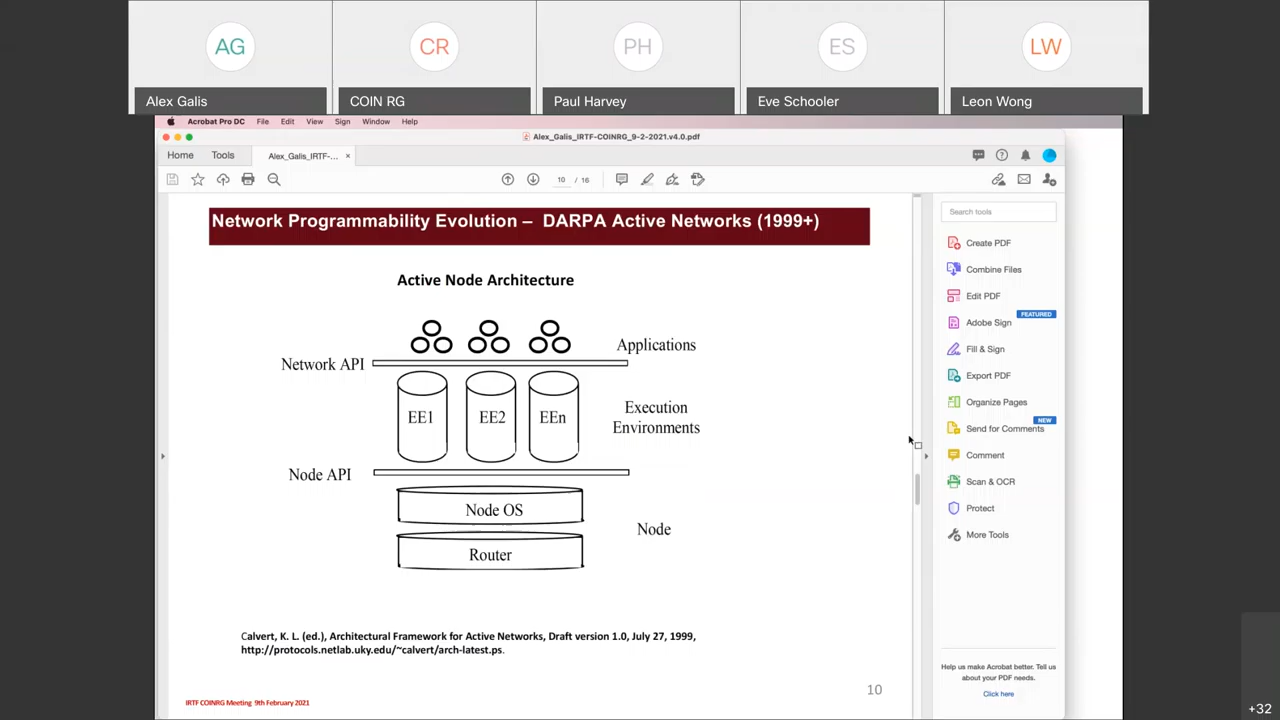 AG
CR
PH
ES
LW
Alex Galis
COIN RG
Paul Harvey
Eve Schooler
Leon Wong
Acrobat Pro DC File Edit View Sign Window Help
Alex_Galis_IRTF-COINRG_9-2-2021.v4.0.pdf
Home Tools Alex_Galis_IRTF-... ×
10 / 16
Network Programmability Evolution – DARPA Active Networks (1999+)
Active Node Architecture
Applications
Network API
EE1 EE2 EEn
Execution
Environments
Node API
Node OS
Node
Router
Calvert, K. L. (ed.), Architectural Framework for Active Networks, Draft version 1.0, July 27, 1999,
http://protocols.netlab.uky.edu/~calvert/arch-latest.ps.
10
IRTF COINRG Meeting 9th February 2021
Search tools
Create PDF
Combine Files
Edit PDF
FEATURED
Adobe Sign
Fill & Sign
Export PDF
Organize Pages
NEW
Send for Comments
Comment
Scan & OCR
Protect
More Tools
Help us make Acrobat better. Tell us
about your PDF needs.
Click here
+32